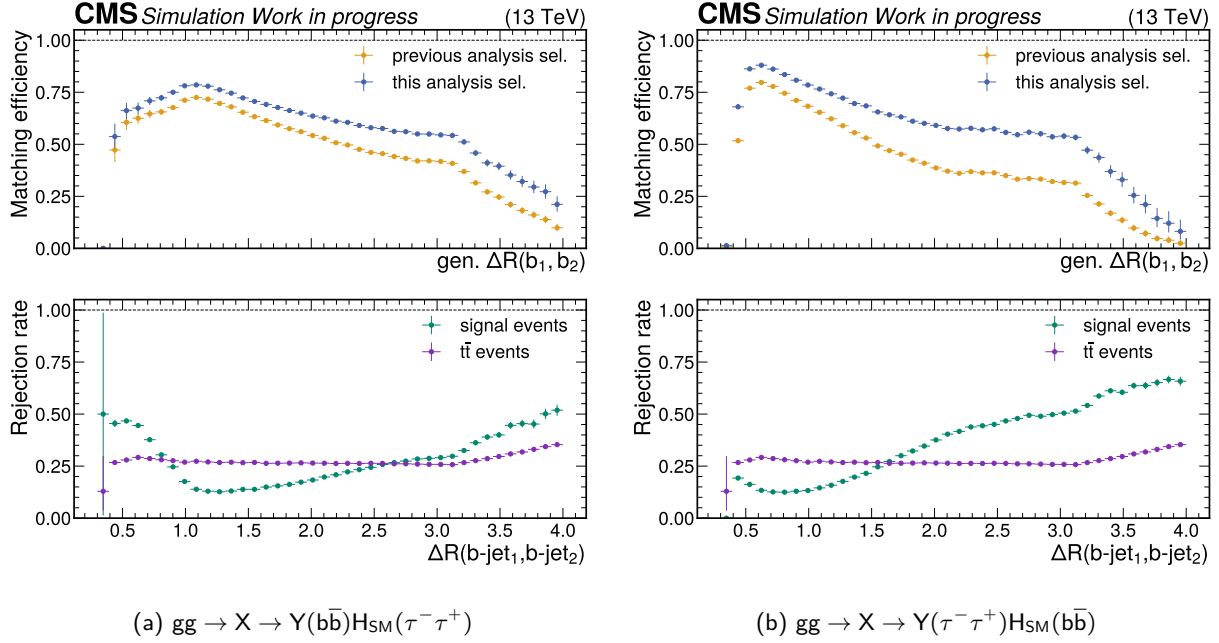 CMS Simulation Work in progress (13 TeV)
1.00
0.75
0.50
0.25
0.00
Matching efficiency
previous analysis sel.
this analysis sel.
gen. ΔR(b₁, b₂)
1.00
0.75
0.50
0.25
0.00
Rejection rate
signal events
tt̅ events
0.5 1.0 1.5 2.0 2.5 3.0 3.5 4.0
ΔR(b-jet₁,b-jet₂)
(a) gg → X → Y(bb̅)H_SM(τ⁻τ⁺)
CMS Simulation Work in progress (13 TeV)
1.00
0.75
0.50
0.25
0.00
Matching efficiency
previous analysis sel.
this analysis sel.
gen. ΔR(b₁, b₂)
1.00
0.75
0.50
0.25
0.00
Rejection rate
signal events
tt̅ events
0.5 1.0 1.5 2.0 2.5 3.0 3.5 4.0
ΔR(b-jet₁,b-jet₂)
(b) gg → X → Y(τ⁻τ⁺)H_SM(bb̅)